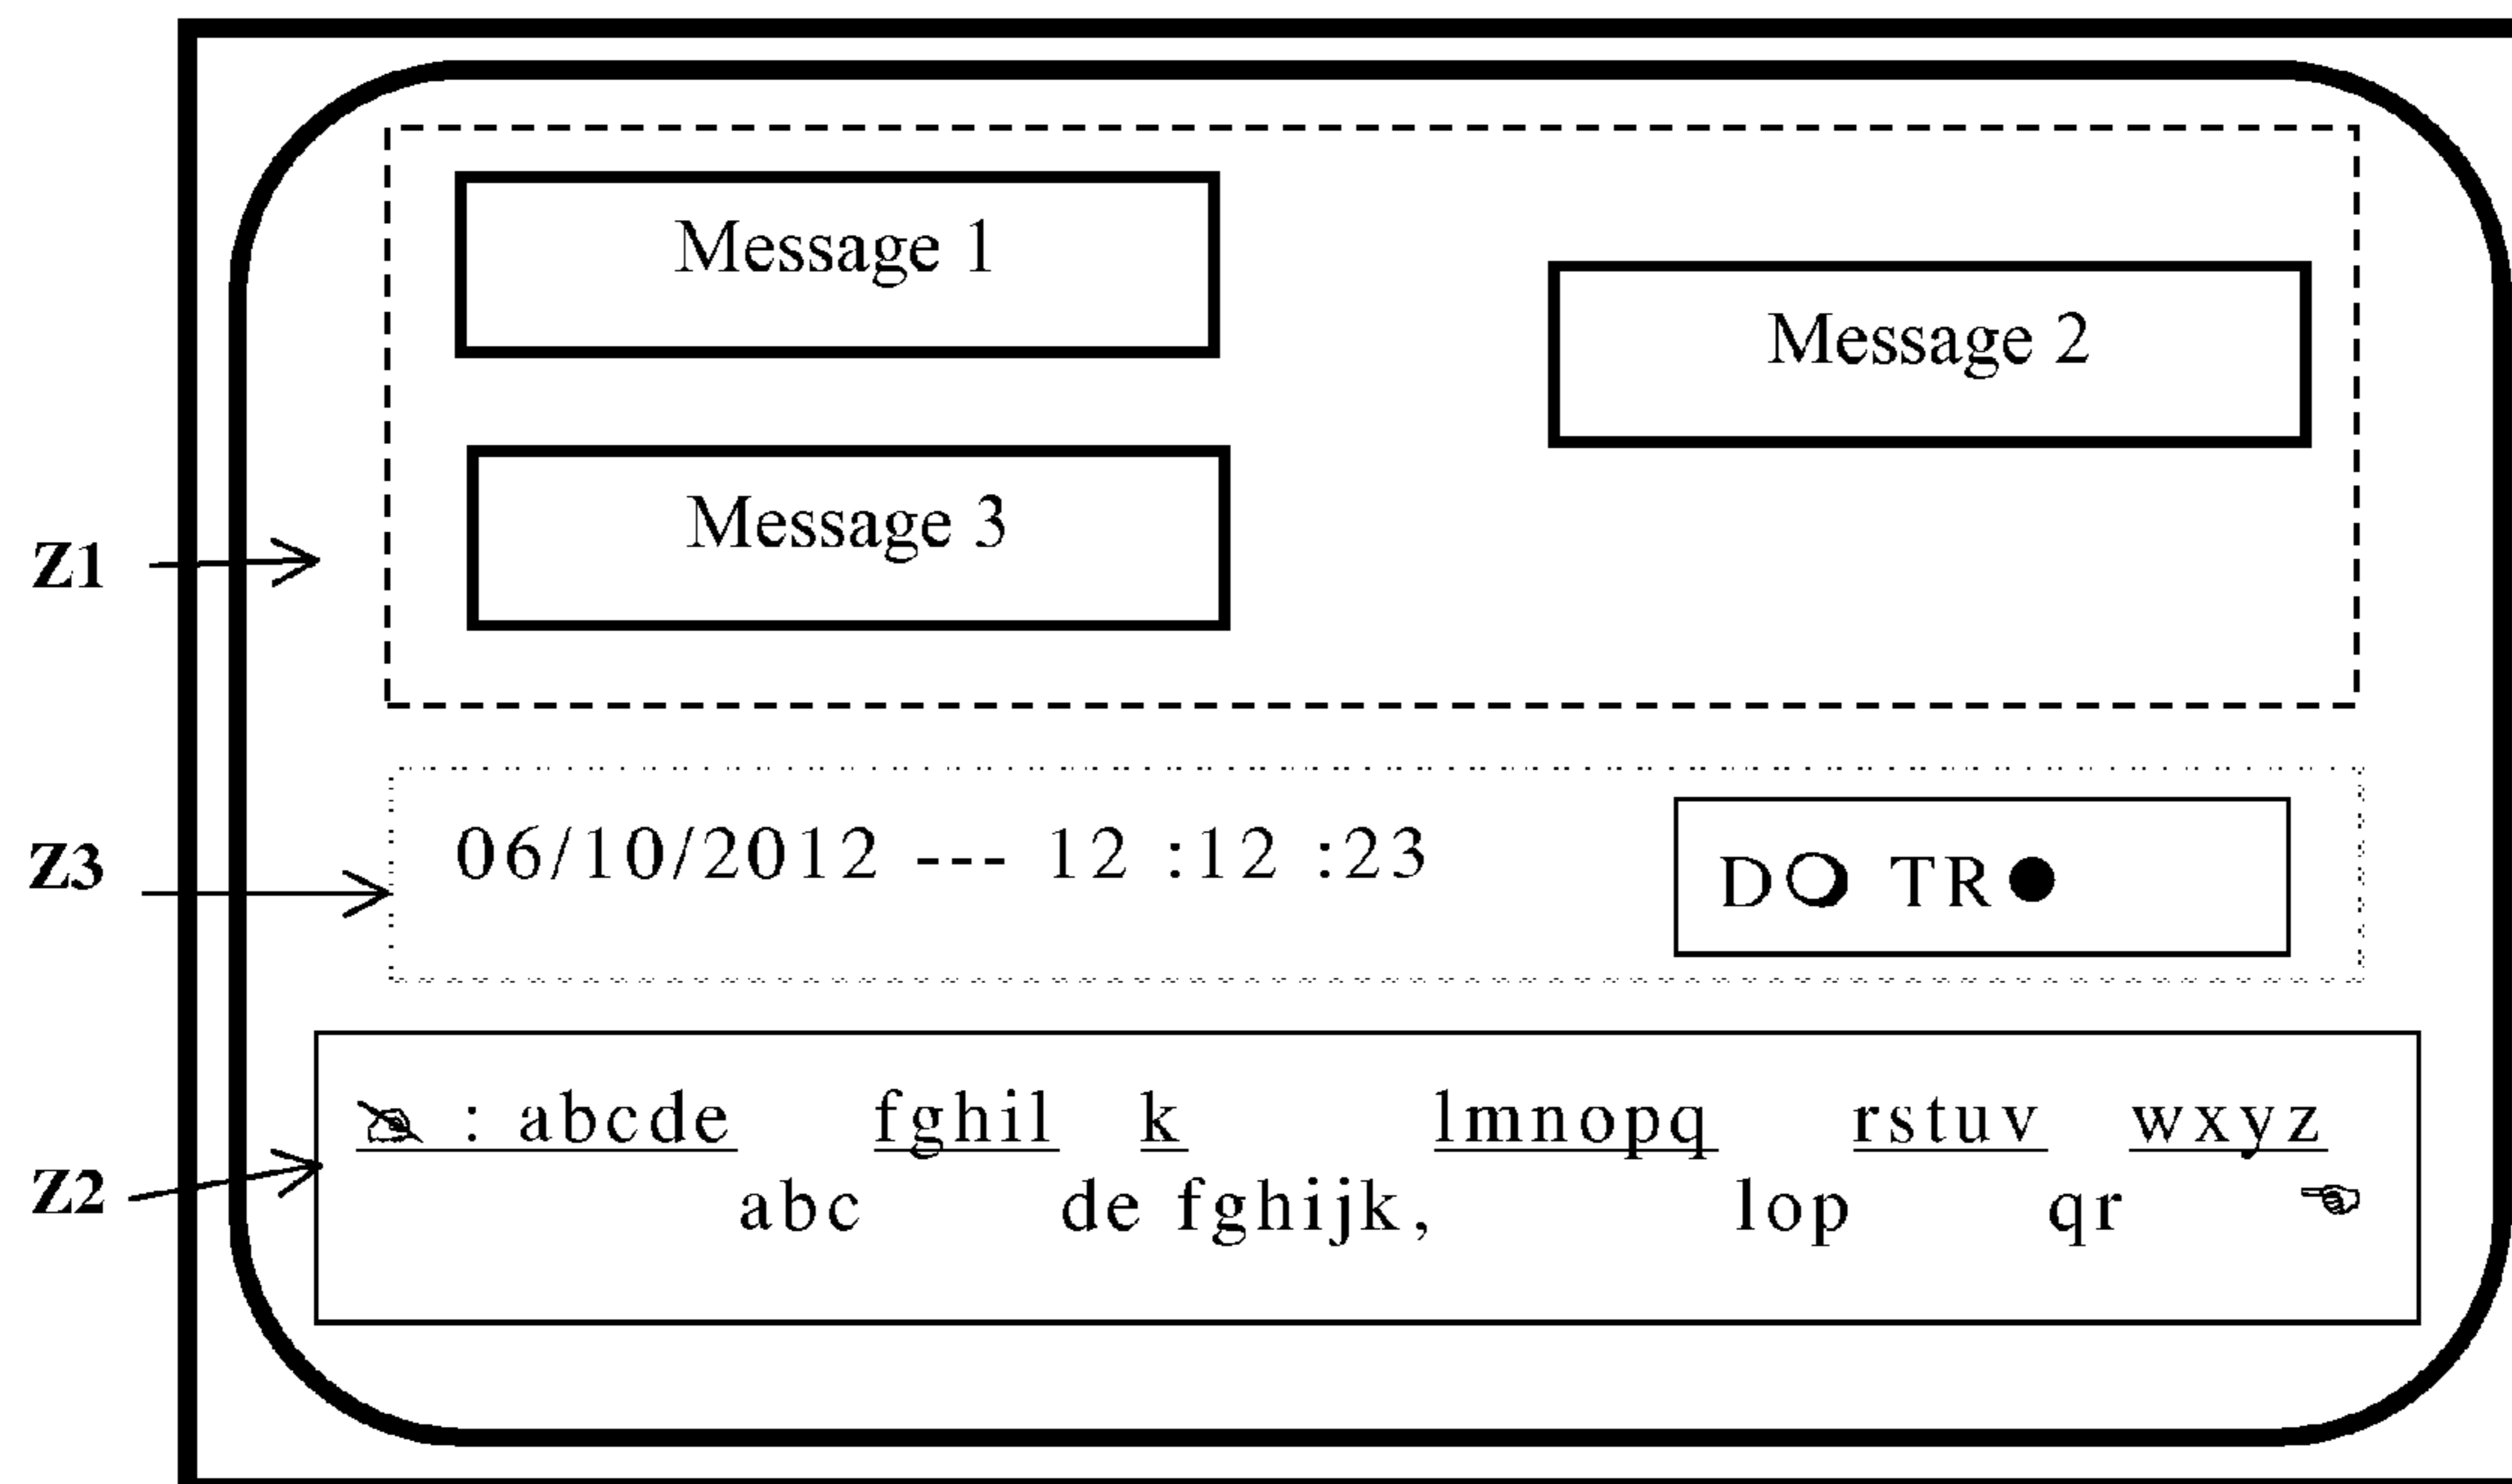 Message 1
Message 2
Message 3
Z1
Z3
06/10/2012 --- 12 :12 :23
D○ TR●
Z2
✍ : abcde fghil k lmnopq rstuv wxyz
abc de fghijk, lop qr ☜